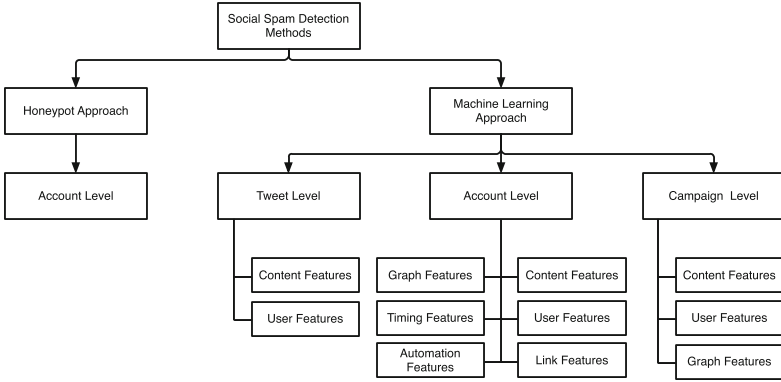 Social Spam Detection
Methods
Honeypot Approach
Machine Learning
Approach
Account Level
Tweet Level
Account Level
Campaign Level
Content Features
Graph Features
Content Features
Content Features
User Features
Timing Features
User Features
User Features
Automation
Features
Link Features
Graph Features